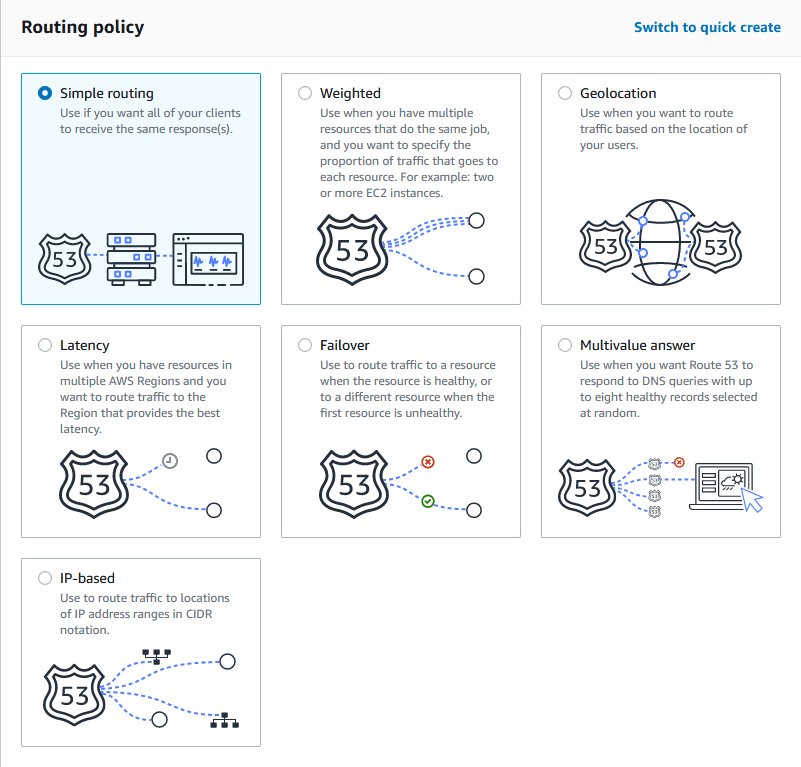 Routing policy
Switch to quick create
Simple routing
Use if you want all of your clients
to receive the same response(s).
53
Weighted
Use when you have multiple
resources that do the same job,
and you want to specify the
proportion of traffic that goes to
each resource. For example: two
or more EC2 instances.
53
Geolocation
Use when you want to route
traffic based on the location of
your users.
53
53
Latency
Use when you have resources in
multiple AWS Regions and you
want to route traffic to the
Region that provides the best
latency.
53
Failover
Use to route traffic to a resource
when the resource is healthy, or
to a different resource when the
first resource is unhealthy.
53
Multivalue answer
Use when you want Route 53 to
respond to DNS queries with up
to eight healthy records selected
at random.
53
53
53
53
53
IP-based
Use to route traffic to locations
of IP address ranges in CIDR
notation.
53